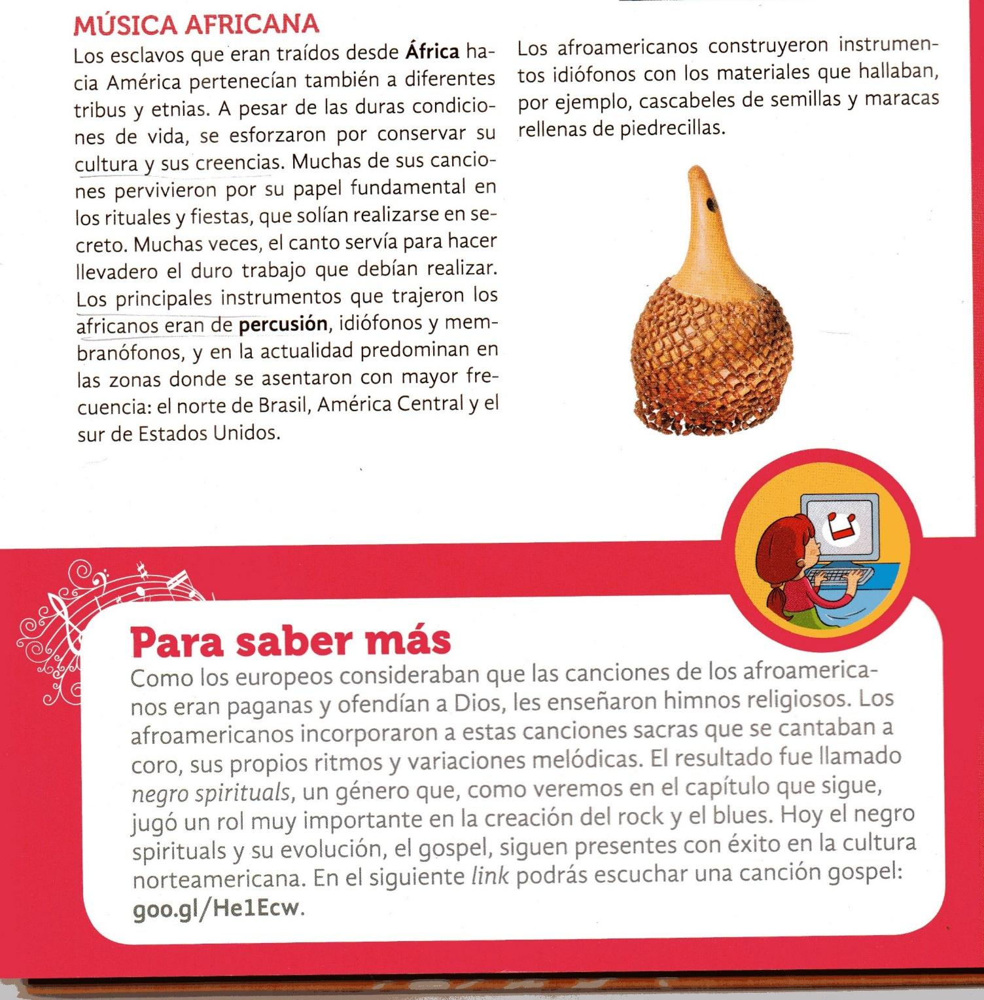 MÚSICA AFRICANA
Los esclavos que eran traídos desde África ha-
cia América pertenecían también a diferentes
tribus y etnias. A pesar de las duras condicio-
nes de vida, se esforzaron por conservar su
cultura y sus creencias. Muchas de sus cancio-
nes pervivieron por su papel fundamental en
los rituales y fiestas, que solían realizarse en se-
creto. Muchas veces, el canto servía para hacer
llevadero el duro trabajo que debían realizar.
Los principales instrumentos que trajeron los
africanos eran de percusión, idiófonos y mem-
branófonos, y en la actualidad predominan en
las zonas donde se asentaron con mayor fre-
cuencia: el norte de Brasil, América Central y el
sur de Estados Unidos.
Los afroamericanos construyeron instrumen-
tos idiófonos con los materiales que hallaban,
por ejemplo, cascabeles de semillas y maracas
rellenas de piedrecillas.
Para saber más
Como los europeos consideraban que las canciones de los afroamerica-
nos eran paganas y ofendían a Dios, les enseñaron himnos religiosos. Los
afroamericanos incorporaron a estas canciones sacras que se cantaban a
coro, sus propios ritmos y variaciones melódicas. El resultado fue llamado
negro spirituals, un género que, como veremos en el capítulo que sigue,
jugó un rol muy importante en la creación del rock y el blues. Hoy el negro
spirituals y su evolución, el gospel, siguen presentes con éxito en la cultura
norteamericana. En el siguiente link podrás escuchar una canción gospel:
goo.gl/He1Ecw.